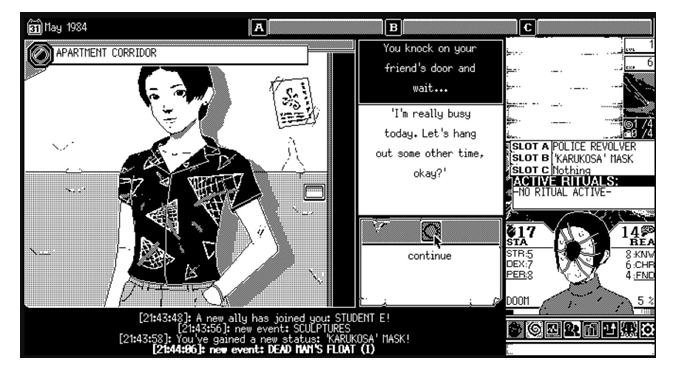 31 May 1984
A
B
C
APARTMENT CORRIDOR
You knock on your
friend's door and
wait...
'I'm really busy
today. Let's hang
out some other time,
okay?'
continue
LVL 1
EXP 6
1/4
0 /4
SLOT A POLICE REVOLVER
SLOT B 'KARUKOSA' MASK
SLOT C Nothing
ACTIVE RITUALS:
-NO RITUAL ACTIVE-
17
STA
14
REA
STR:5
DEX:7
PER:8
8:KNW
6:CHR
4:FND
DOOM 5 %
[21:43:48]: A new ally has joined you: STUDENT E!
[21:43:56]: new event: SCULPTURES
[21:43:58]: You've gained a new status: 'KARUKOSA' MASK!
[21:44:06]: new event: DEAD MAN'S FLOAT (I)